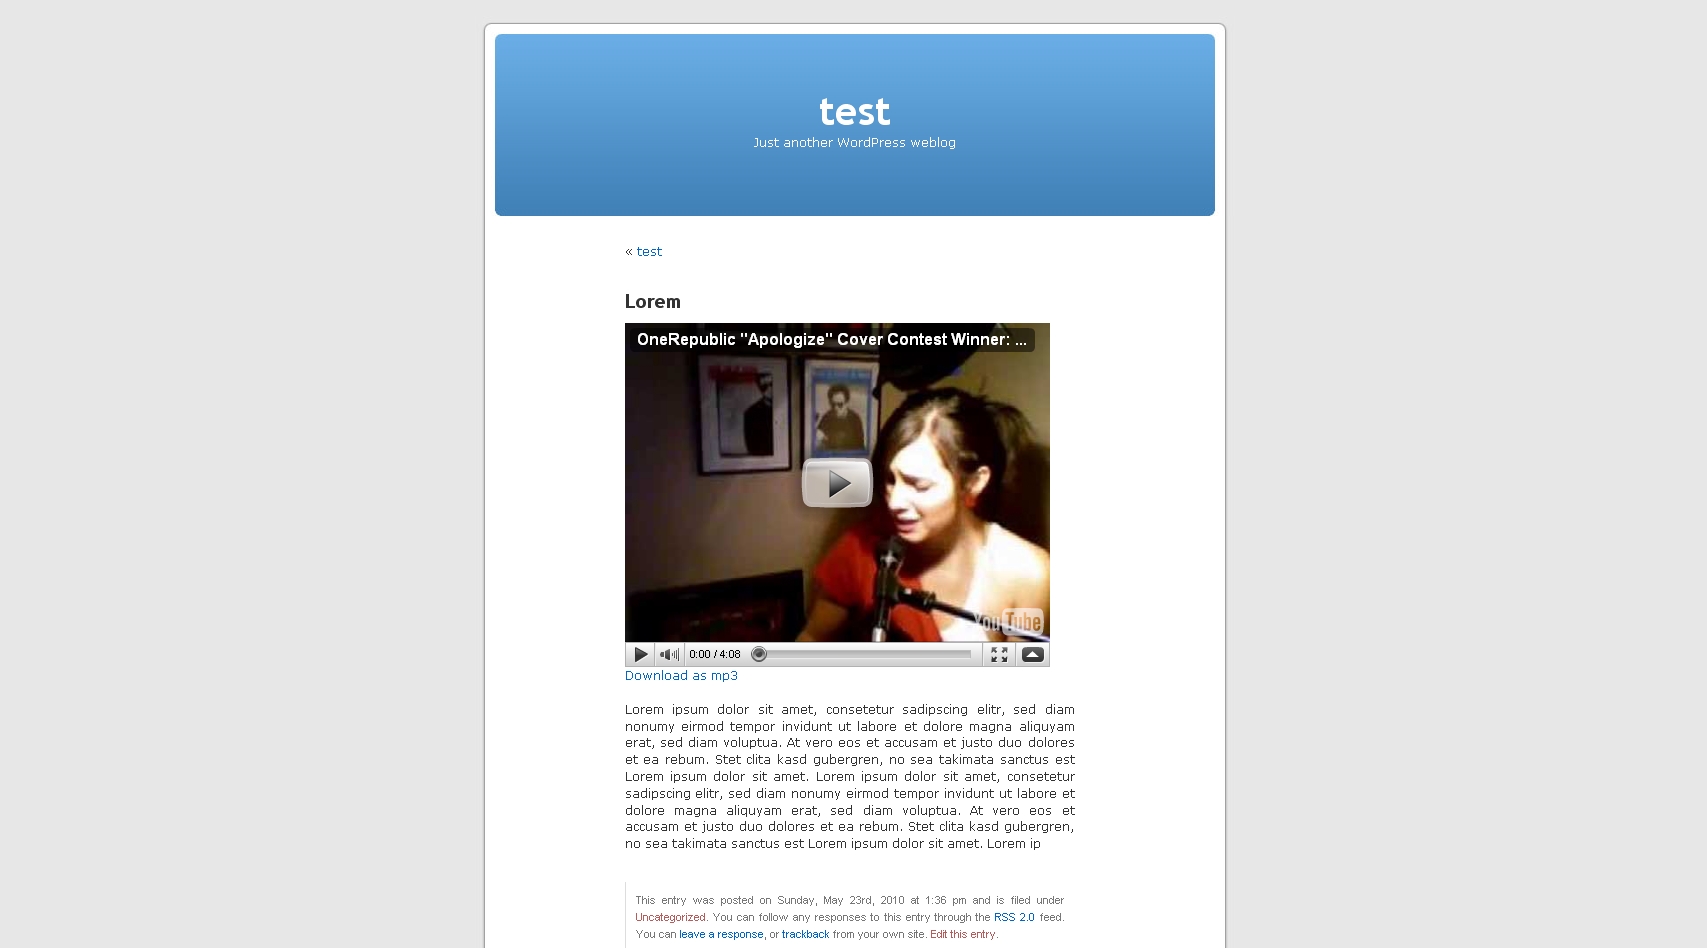 test
Just another WordPress weblog
« test
Lorem
OneRepublic "Apologize" Cover Contest Winner: ...
YouTube
0:00 / 4:08
Download as mp3
Lorem ipsum dolor sit amet, consetetur sadipscing elitr, sed diam
nonumy eirmod tempor invidunt ut labore et dolore magna aliquyam
erat, sed diam voluptua. At vero eos et accusam et justo duo dolores
et ea rebum. Stet clita kasd gubergren, no sea takimata sanctus est
Lorem ipsum dolor sit amet. Lorem ipsum dolor sit amet, consetetur
sadipscing elitr, sed diam nonumy eirmod tempor invidunt ut labore et
dolore magna aliquyam erat, sed diam voluptua. At vero eos et
accusam et justo duo dolores et ea rebum. Stet clita kasd gubergren,
no sea takimata sanctus est Lorem ipsum dolor sit amet. Lorem ip
This entry was posted on Sunday, May 23rd, 2010 at 1:36 pm and is filed under
Uncategorized. You can follow any responses to this entry through the RSS 2.0 feed.
You can leave a response, or trackback from your own site. Edit this entry.